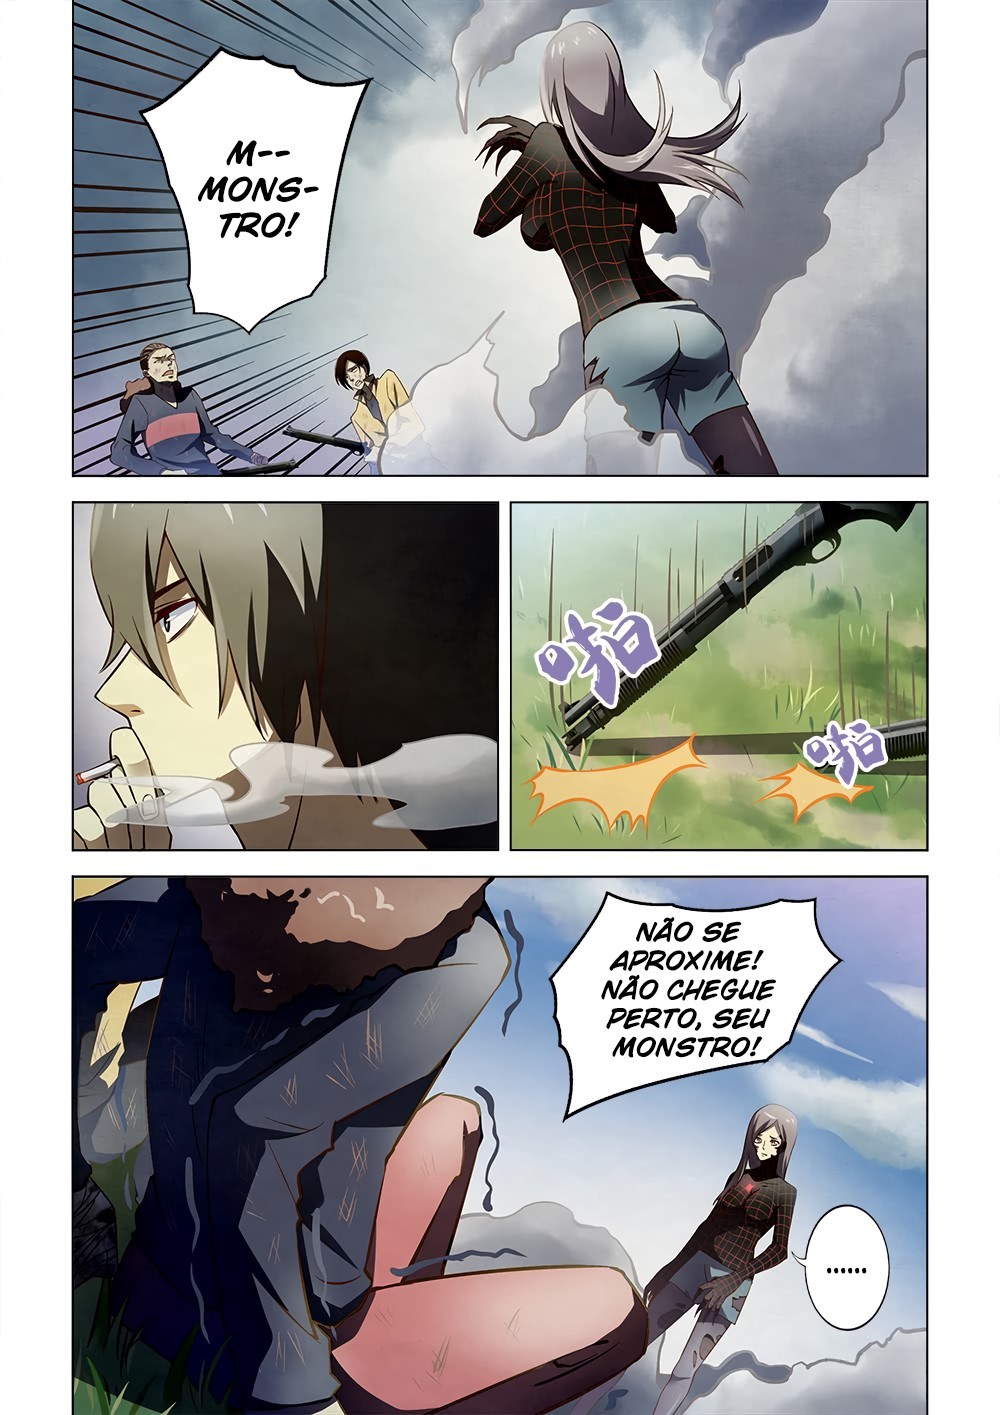 M--
MONS-
TRO!
啪
啪
NÃO SE
APROXIME!
NÃO CHEGUE
PERTO, SEU
MONSTRO!
......